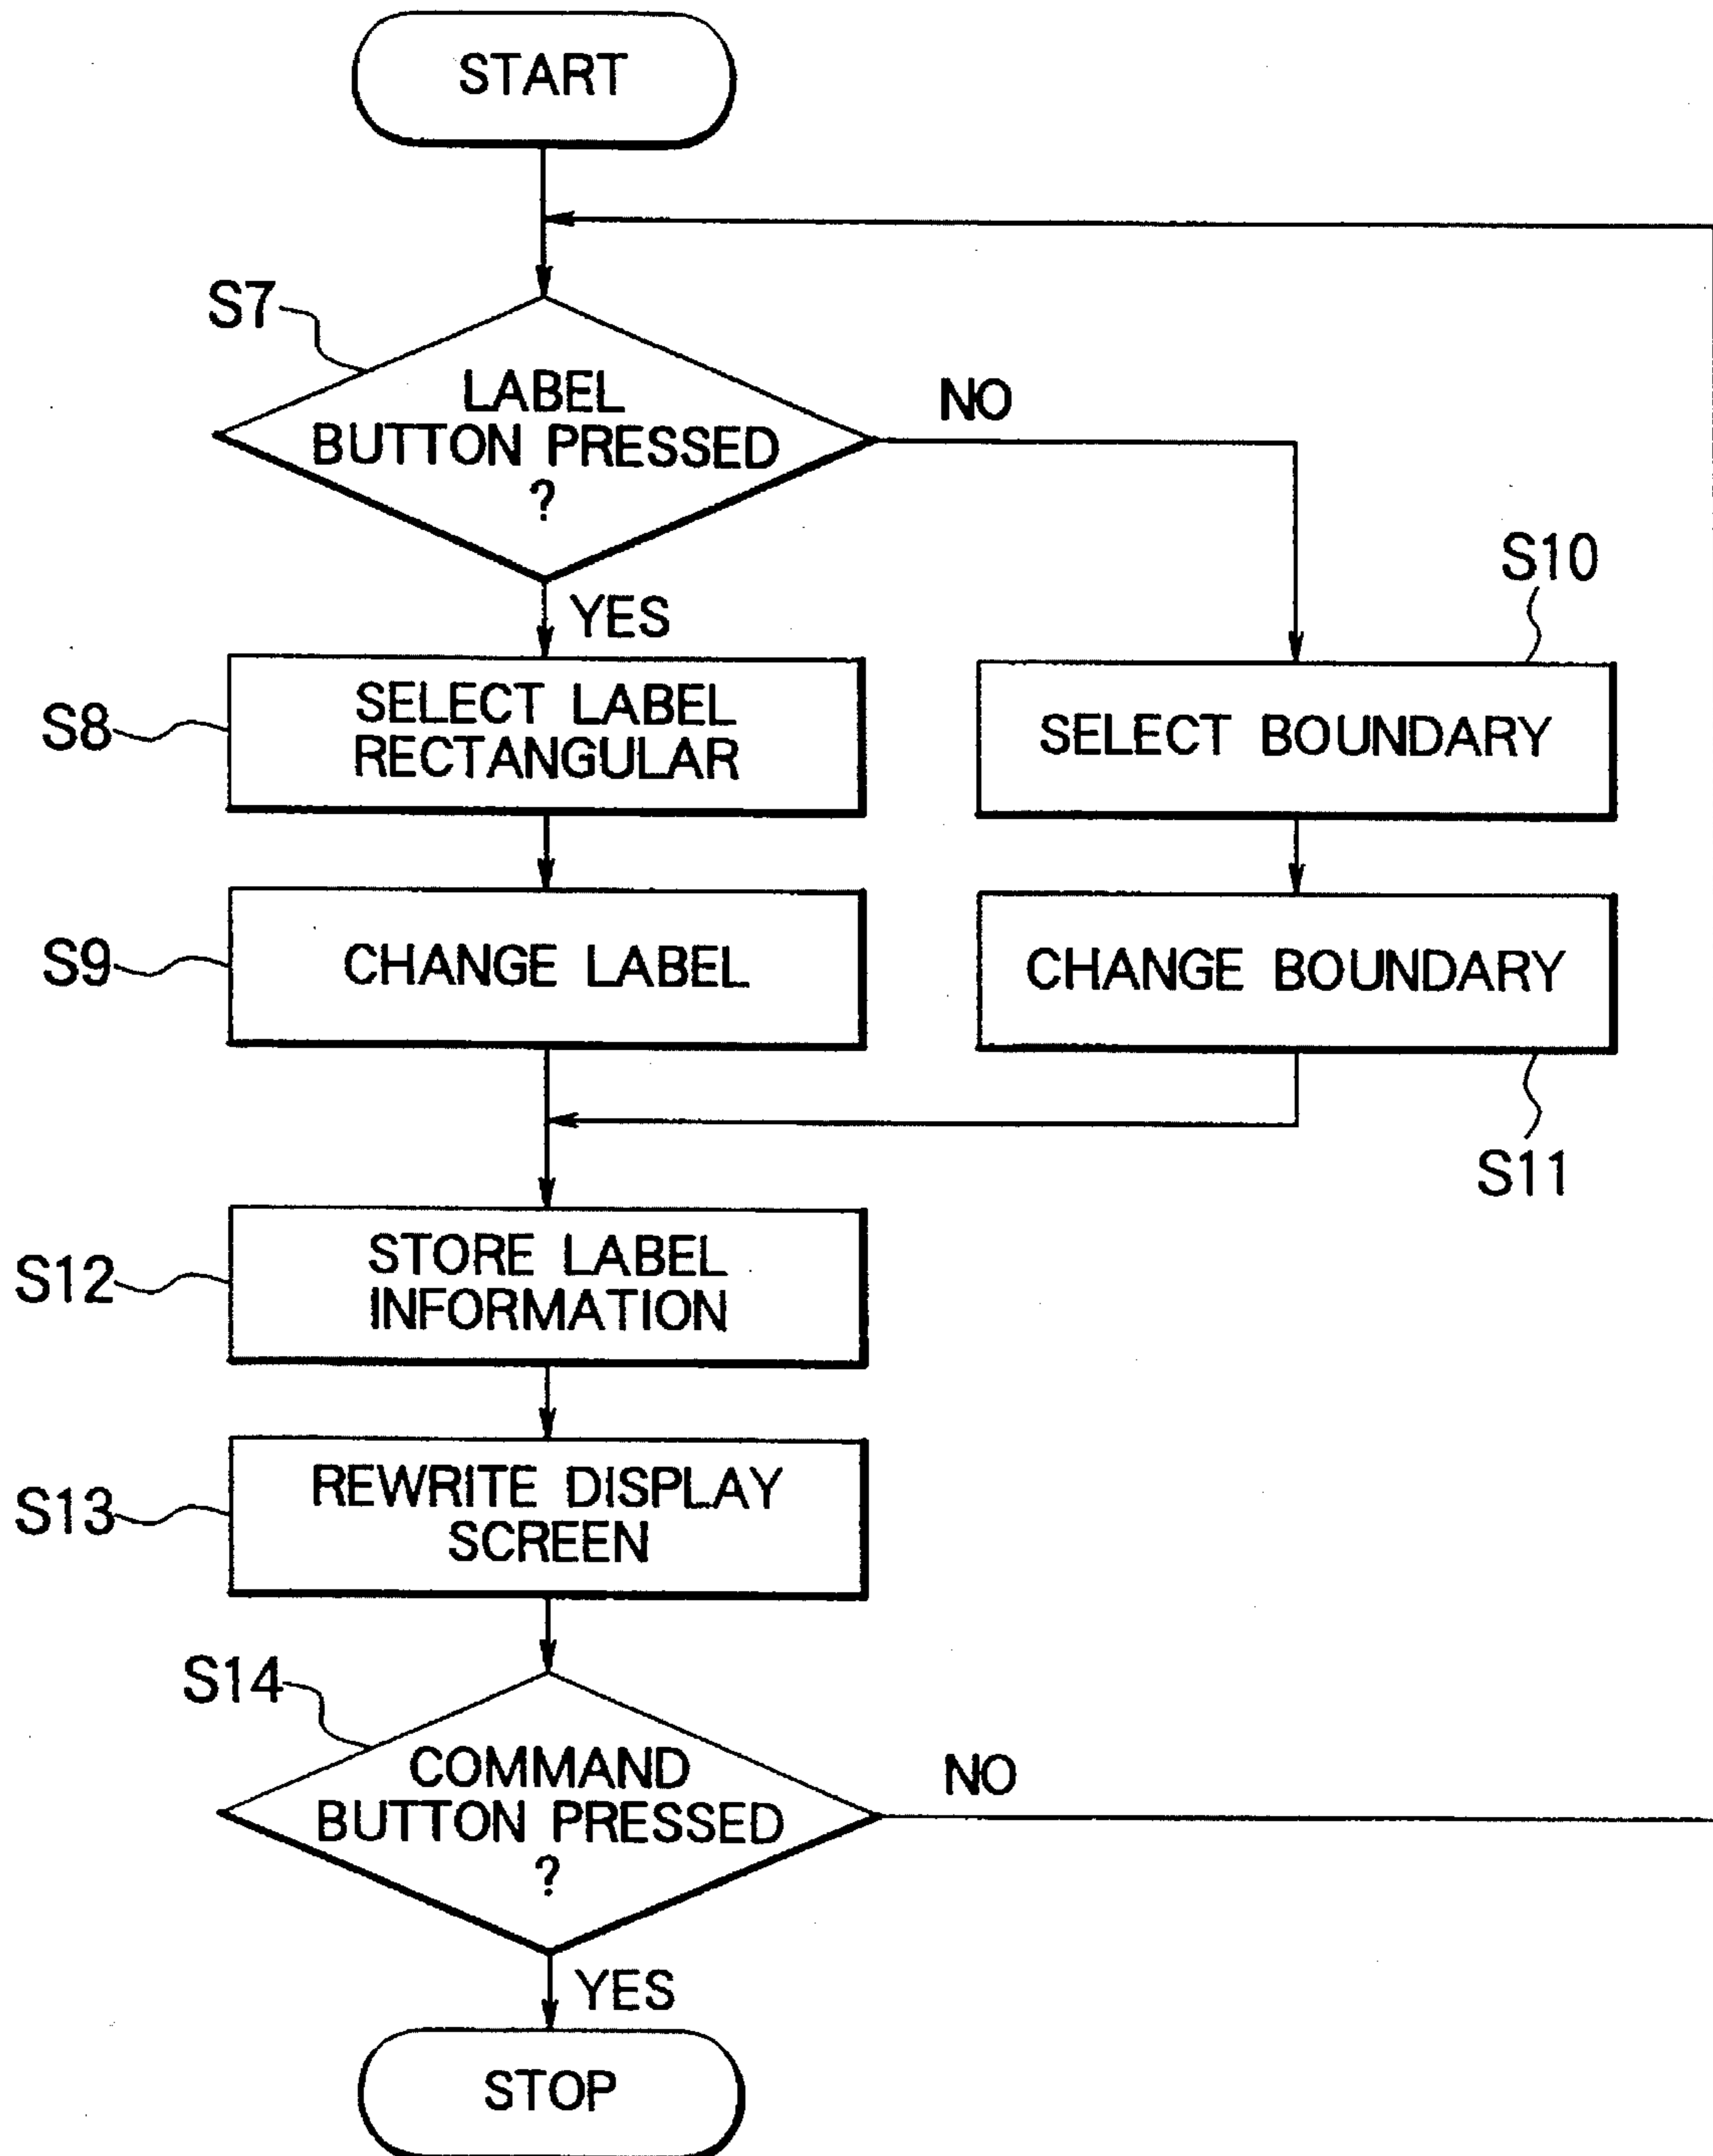 START
S7
LABEL
BUTTON PRESSED
?
NO
YES
S10
S8
SELECT LABEL
RECTANGULAR
SELECT BOUNDARY
S9
CHANGE LABEL
CHANGE BOUNDARY
S11
S12
STORE LABEL
INFORMATION
S13
REWRITE DISPLAY
SCREEN
S14
COMMAND
BUTTON PRESSED
?
NO
YES
STOP